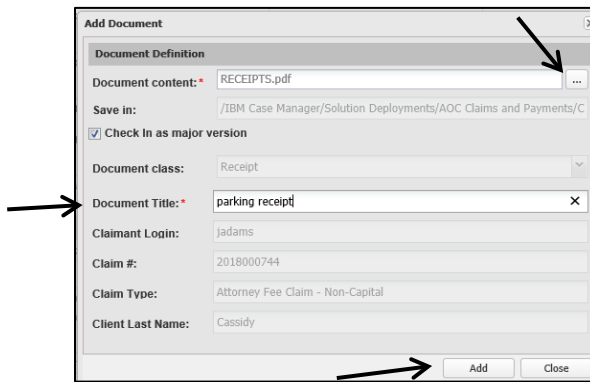 Add Document
Document Definition
Document content:* RECEIPTS.pdf ...
Save in: /IBM Case Manager/Solution Deployments/AOC Claims and Payments/C
Check In as major version
Document class: Receipt
Document Title:* parking receipt
Claimant Login: jadams
Claim #: 2018000744
Claim Type: Attorney Fee Claim - Non-Capital
Client Last Name: Cassidy
Add Close